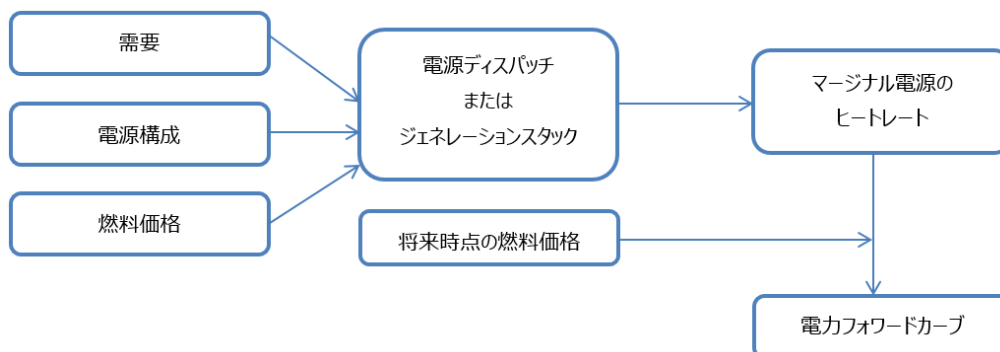 需要
電源構成
燃料価格
電源ディスパッチ
または
ジェネレーションスタック
マージナル電源の
ヒートレート
将来時点の燃料価格
電力フォワードカーブ